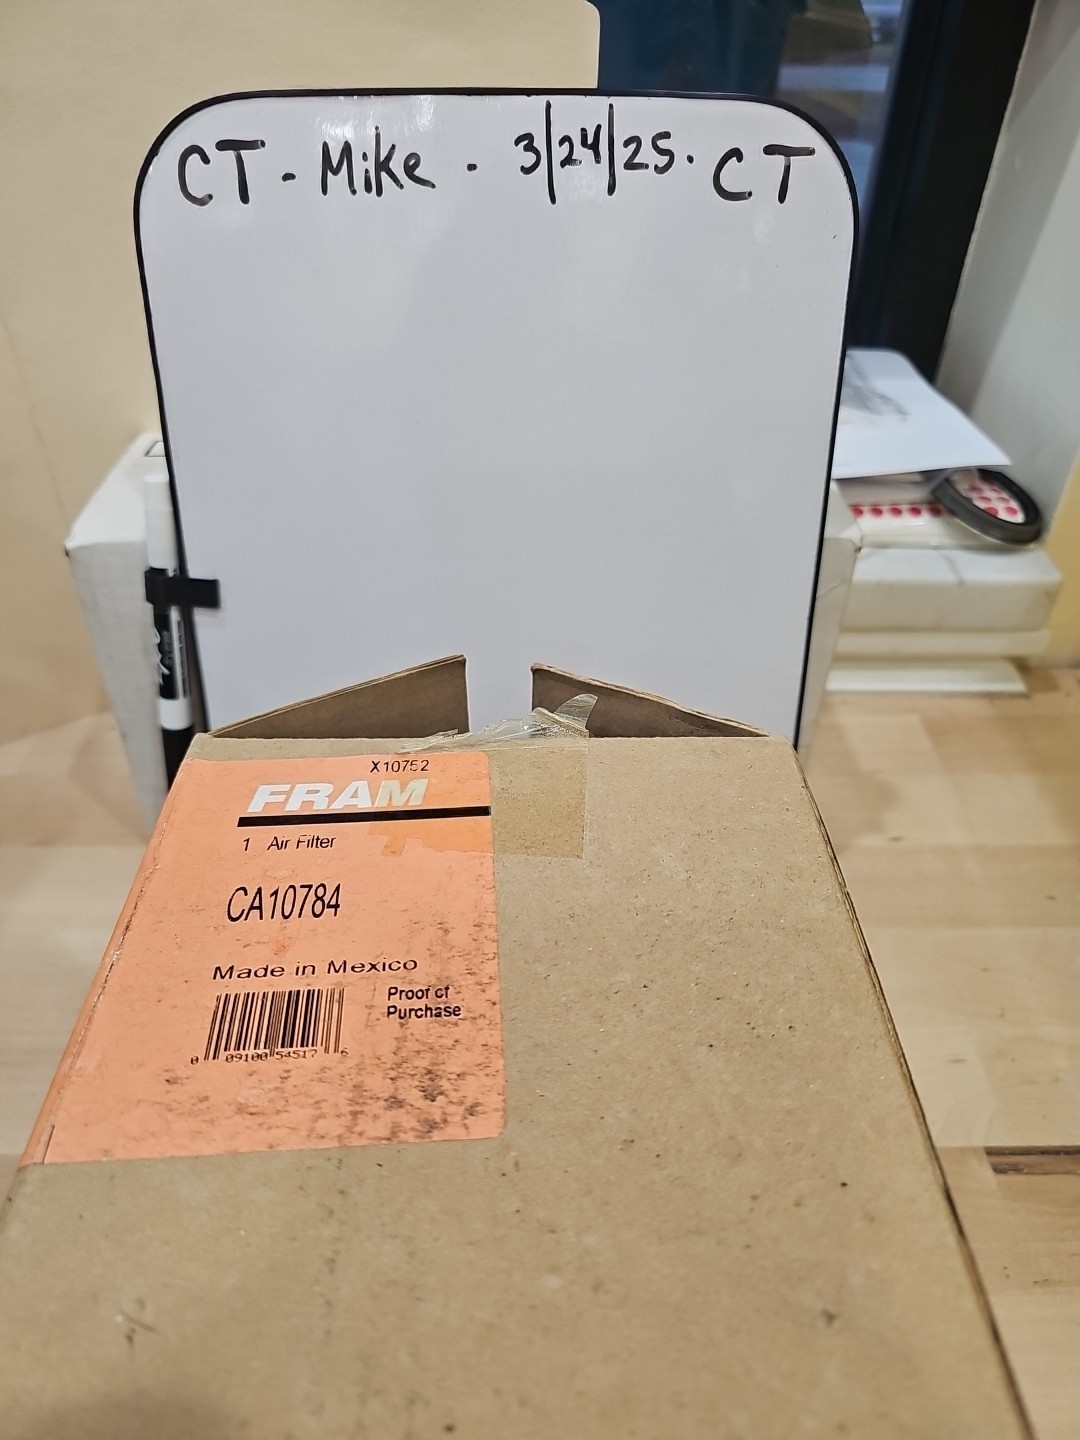 CT - Mike - 3/24/25. CT
X10752
FRAM
1 Air Filter
CA10784
Made in Mexico
Proof of
Purchase
0 09100 54517 6